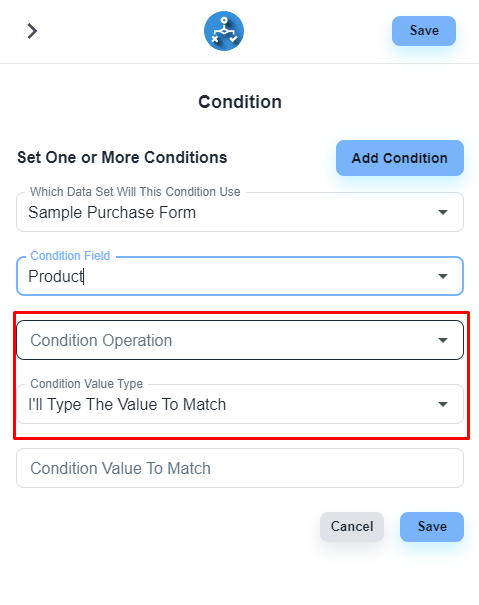 Save
Condition
Set One or More Conditions
Add Condition
Which Data Set Will This Condition Use
Sample Purchase Form
Condition Field
Product
Condition Operation
Condition Value Type
I'll Type The Value To Match
Condition Value To Match
Cancel
Save